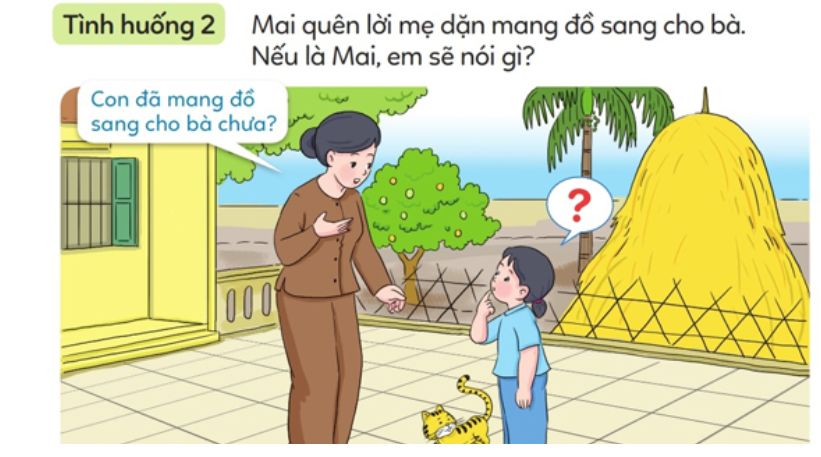 Tình huống 2 Mai quên lời mẹ dặn mang đồ sang cho bà.
Nếu là Mai, em sẽ nói gì?
Con đã mang đồ
sang cho bà chưa?
?